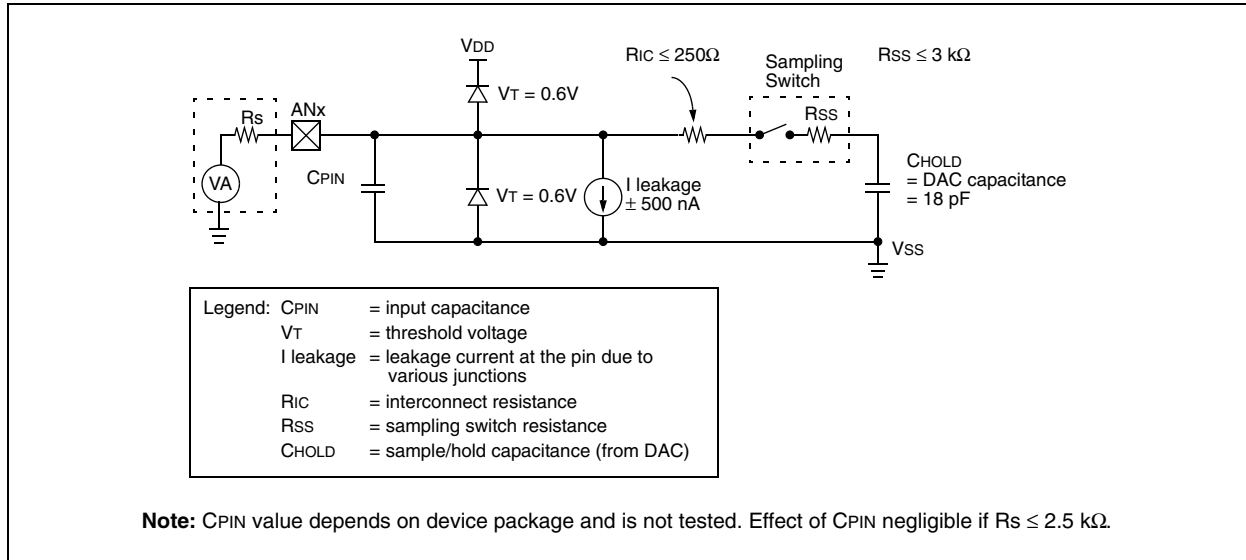 VDD
RIC ≤ 250Ω
Sampling
Switch
RSS ≤ 3 kΩ
VT = 0.6V
Rs
ANx
RSS
VA
CPIN
VT = 0.6V
I leakage
± 500 nA
CHOLD
= DAC capacitance
= 18 pF
VSS
Legend: CPIN = input capacitance
VT = threshold voltage
I leakage = leakage current at the pin due to
various junctions
RIC = interconnect resistance
RSS = sampling switch resistance
CHOLD = sample/hold capacitance (from DAC)
Note: CPIN value depends on device package and is not tested. Effect of CPIN negligible if Rs ≤ 2.5 kΩ.